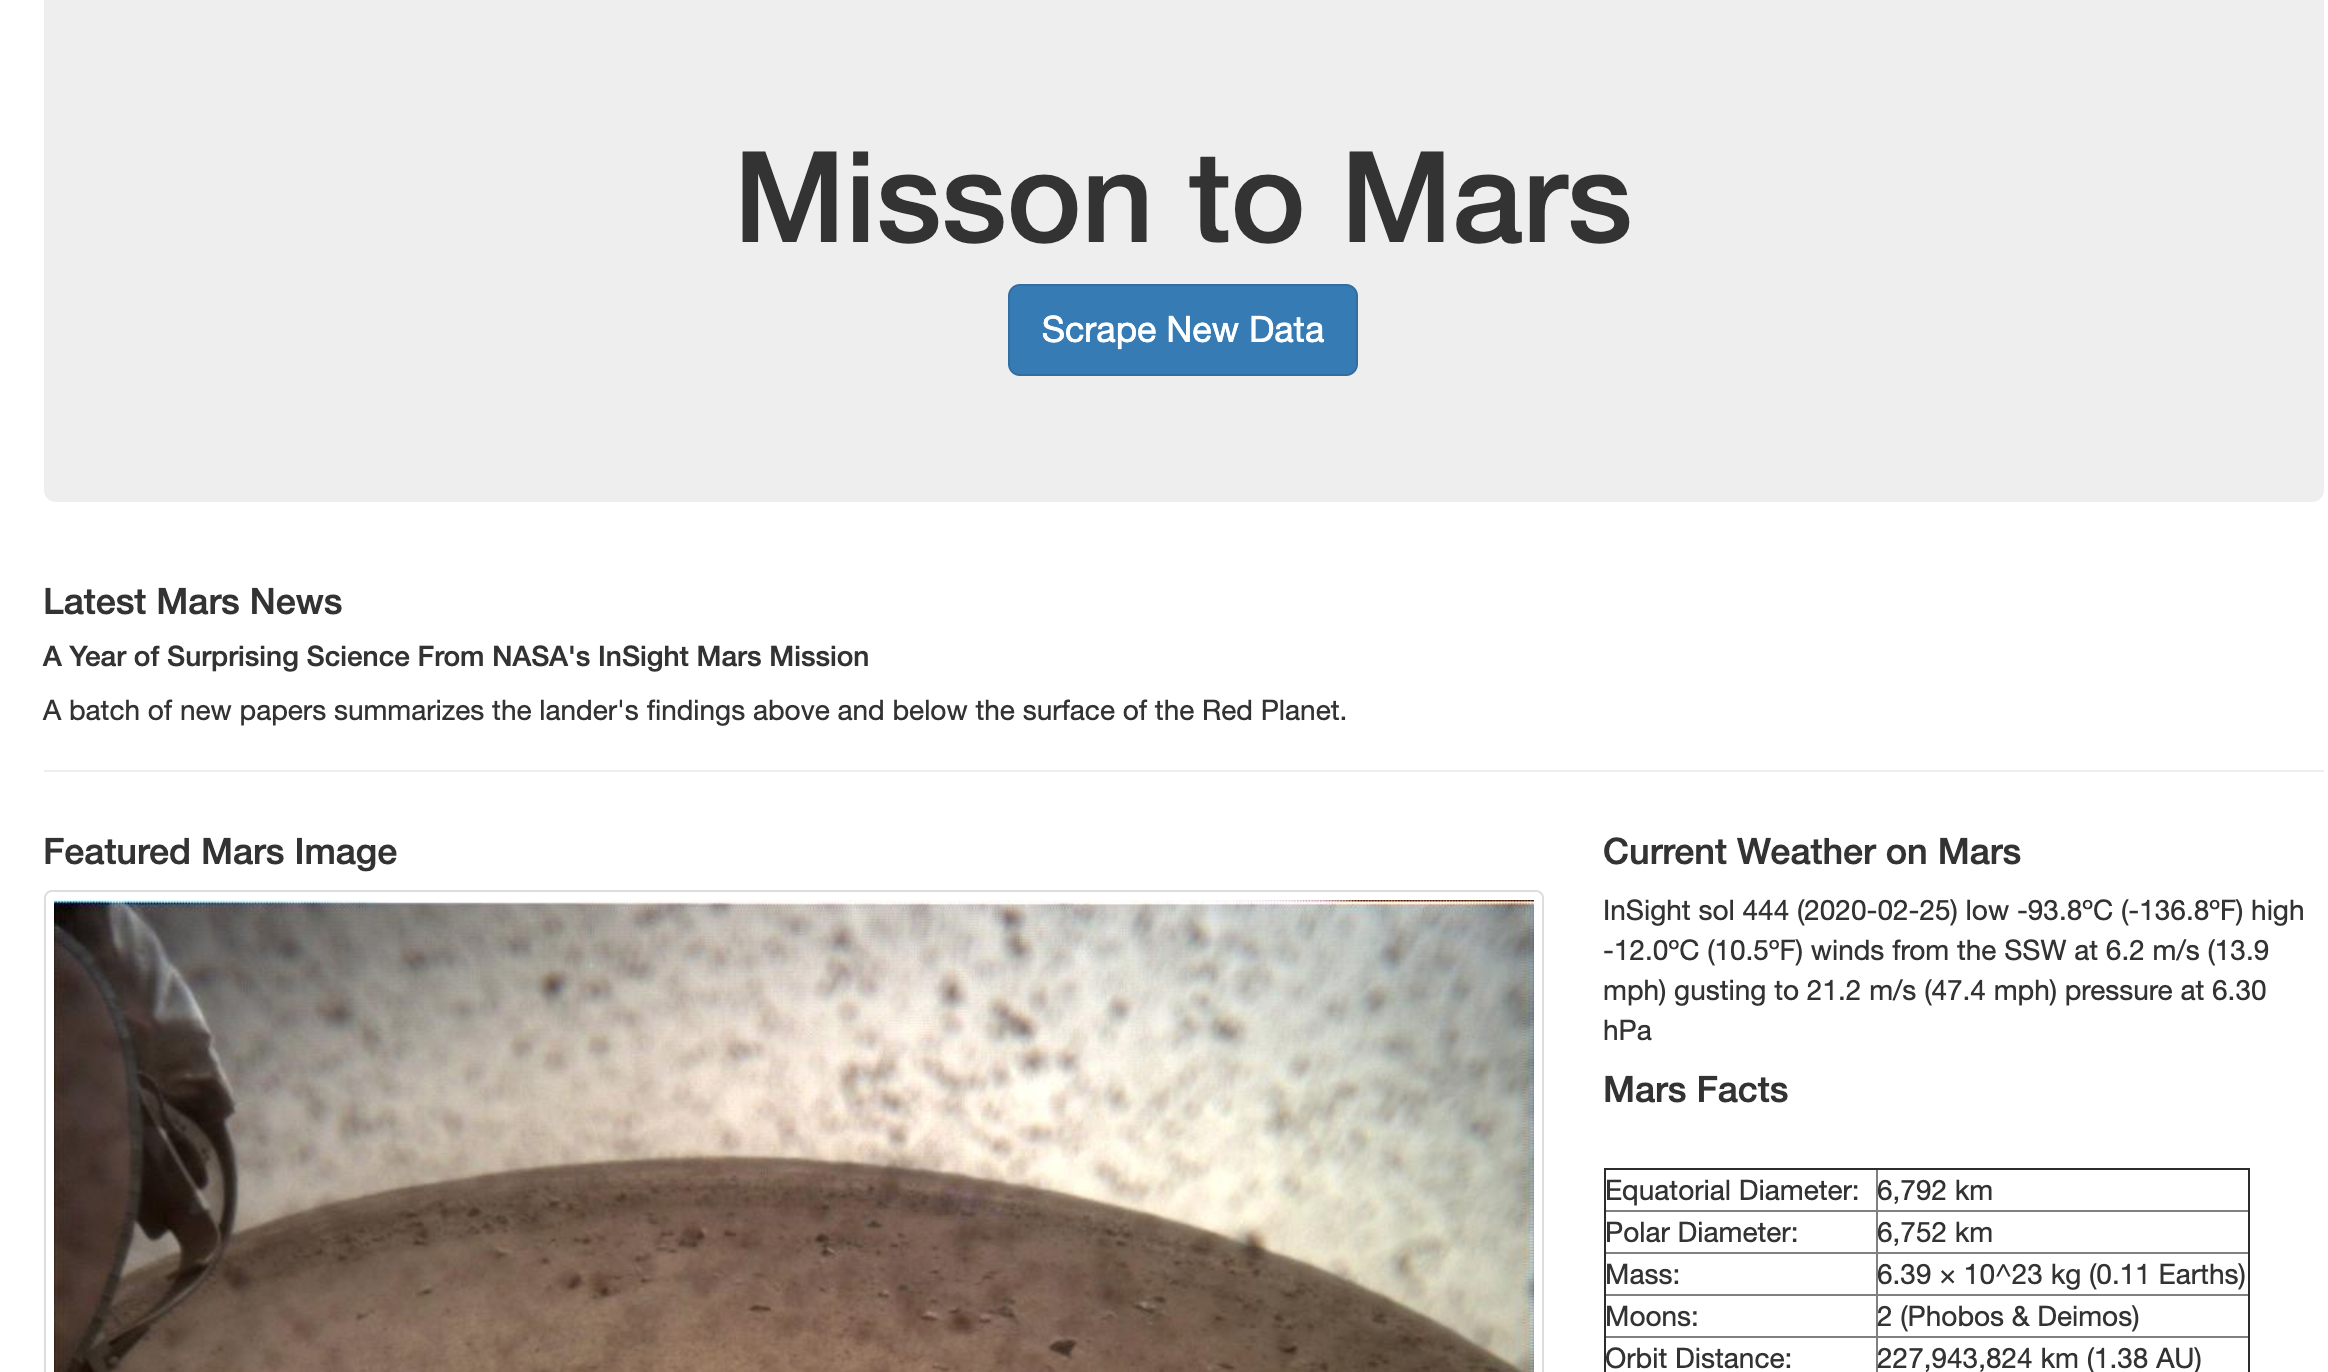 Misson to Mars
Scrape New Data
Latest Mars News
A Year of Surprising Science From NASA's InSight Mars Mission
A batch of new papers summarizes the lander's findings above and below the surface of the Red Planet.
Featured Mars Image
Current Weather on Mars
InSight sol 444 (2020-02-25) low -93.8ºC (-136.8ºF) high
-12.0ºC (10.5ºF) winds from the SSW at 6.2 m/s (13.9
mph) gusting to 21.2 m/s (47.4 mph) pressure at 6.30
hPa
Mars Facts
Equatorial Diameter: 6,792 km
Polar Diameter: 6,752 km
Mass: 6.39 × 10^23 kg (0.11 Earths)
Moons: 2 (Phobos & Deimos)
Orbit Distance: 227,943,824 km (1.38 AU)